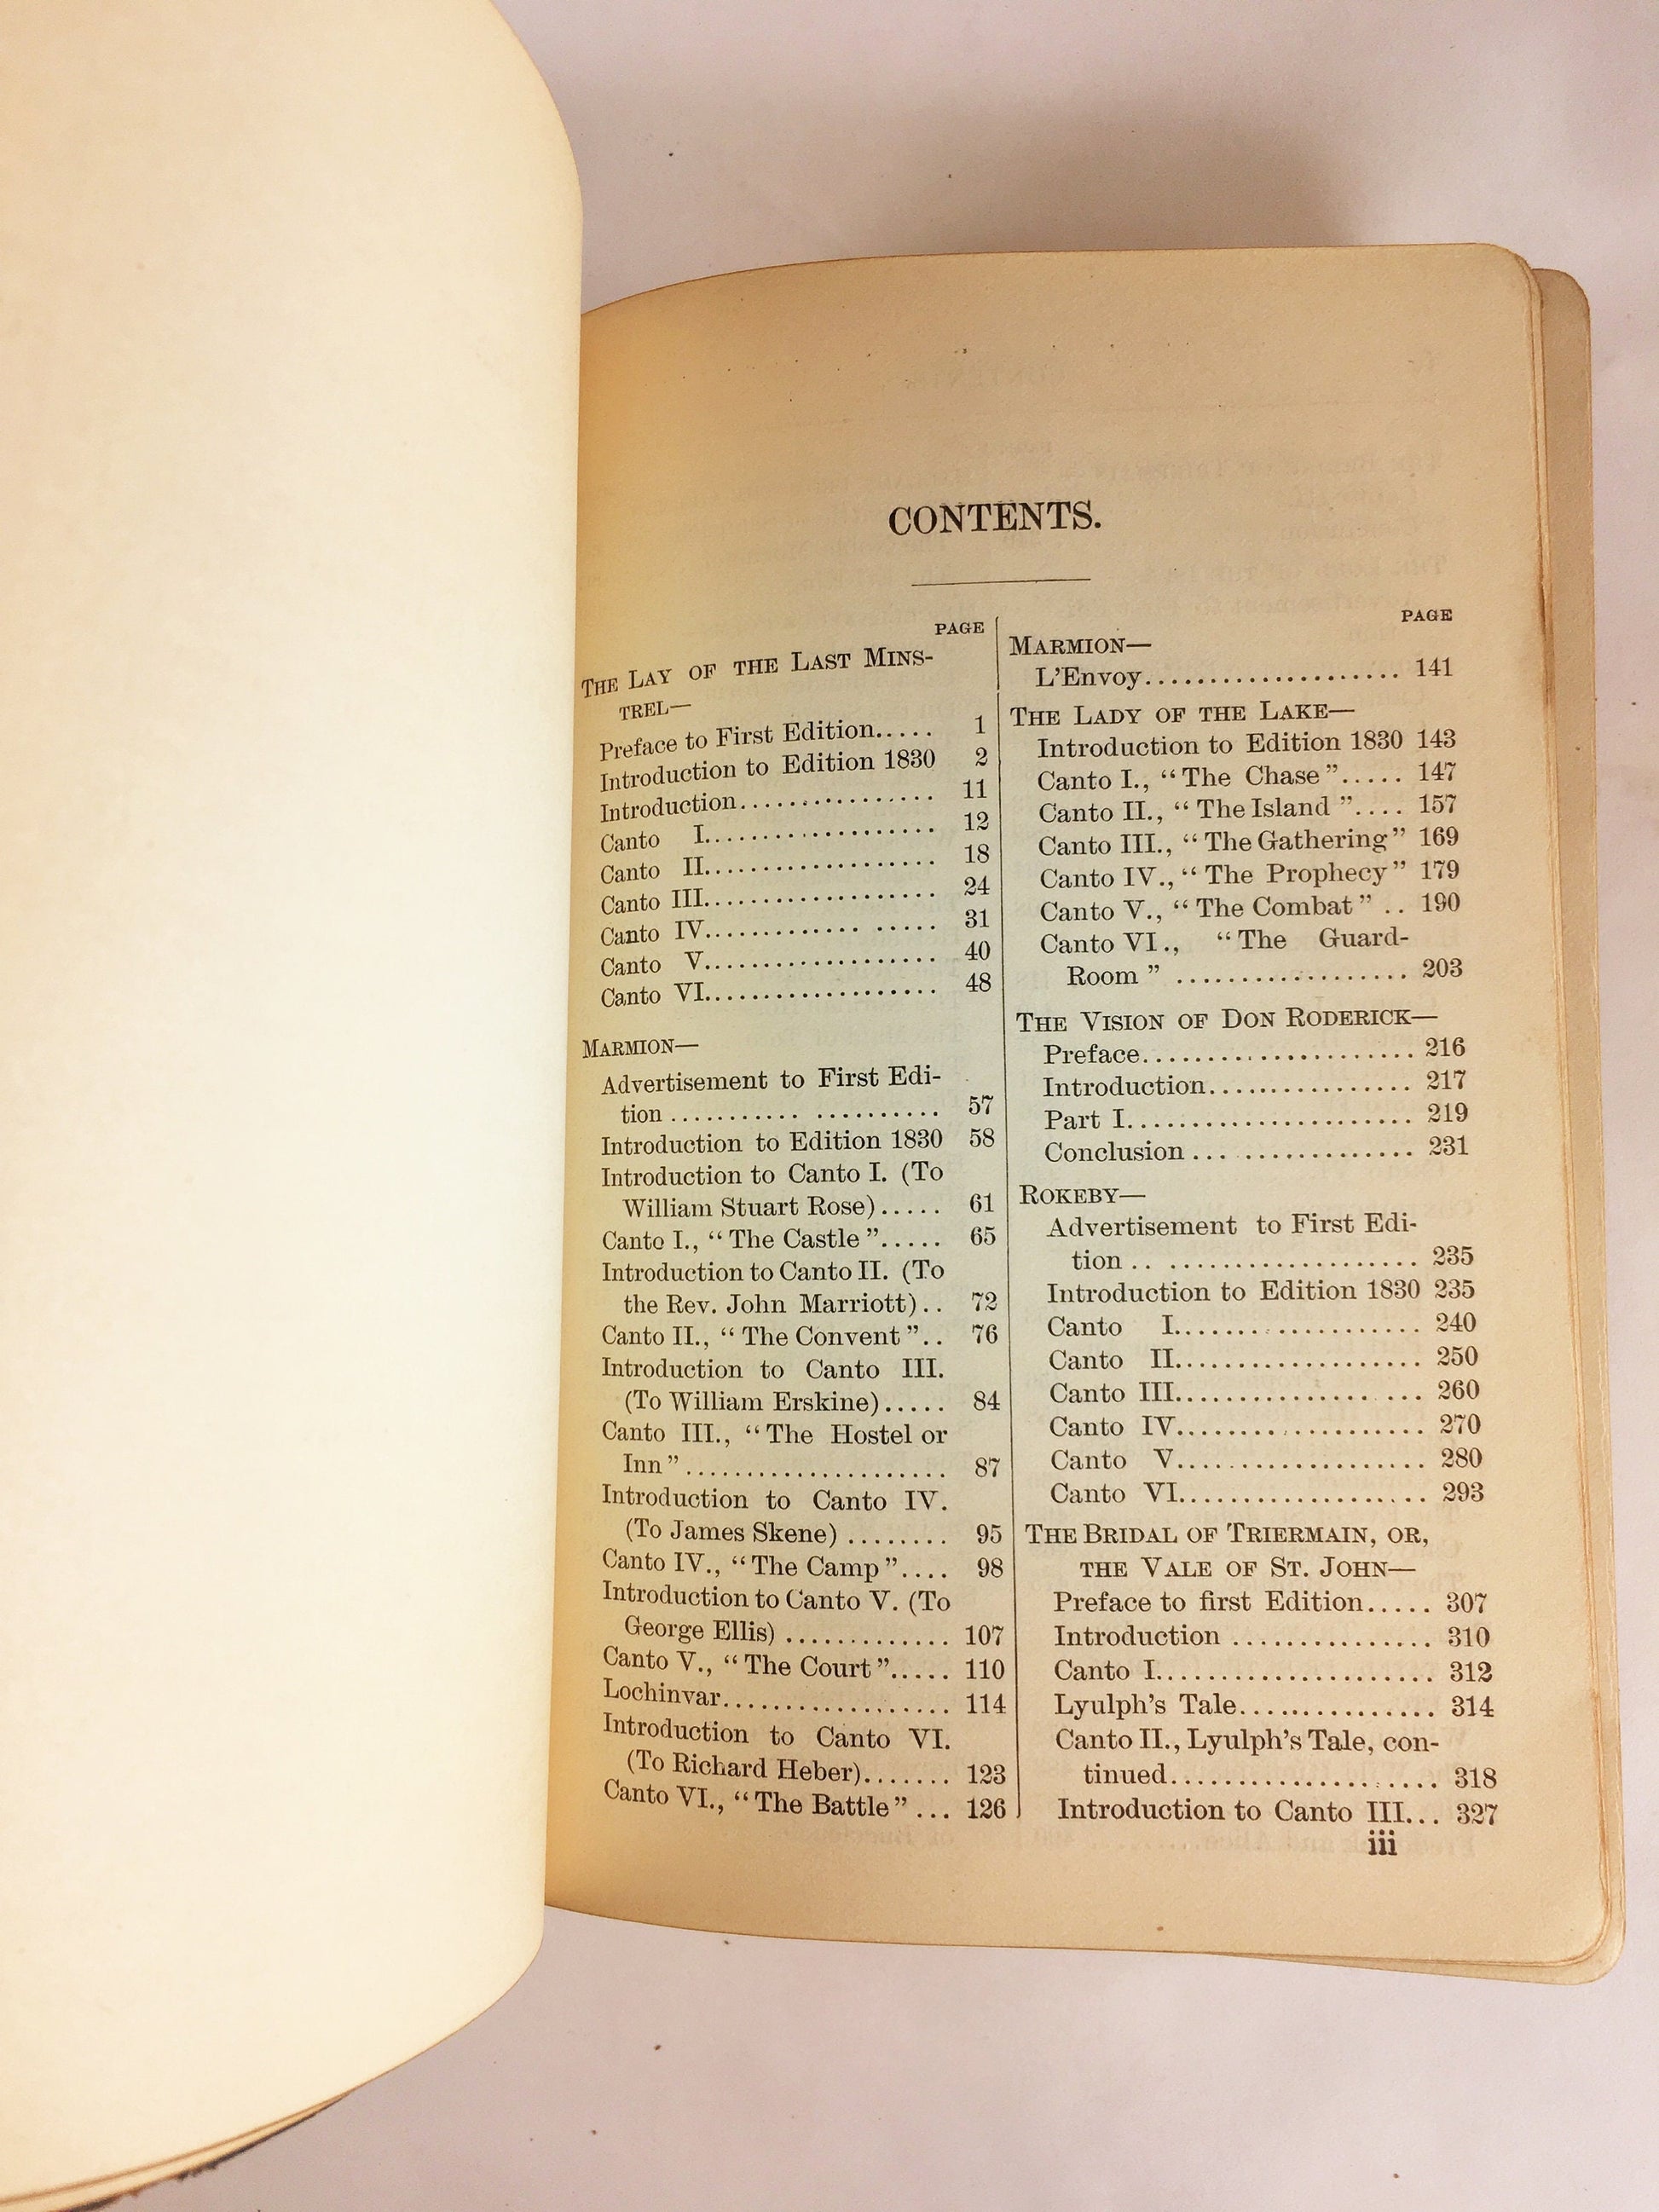 CONTENTS.
PAGE
THE LAY OF THE LAST MINS-
TREL—
Preface to First Edition..... 1
Introduction to Edition 1830 2
Introduction................ 11
Canto I................... 12
Canto II................... 18
Canto III................... 24
Canto IV............. ..... 31
Canto V................... 40
Canto VI................... 48
MARMION—
Advertisement to First Edi-
tion ........... .......... 57
Introduction to Edition 1830 58
Introduction to Canto I. (To
William Stuart Rose)..... 61
Canto I., “The Castle”..... 65
Introduction to Canto II. (To
the Rev. John Marriott).. 72
Canto II., “The Convent”.. 76
Introduction to Canto III.
(To William Erskine)..... 84
Canto III., “The Hostel or
Inn”..................... 87
Introduction to Canto IV.
(To James Skene) ........ 95
Canto IV., “The Camp”.... 98
Introduction to Canto V. (To
George Ellis) ............. 107
Canto V., “The Court”..... 110
Lochinvar................... 114
Introduction to Canto VI.
(To Richard Heber)....... 123
Canto VI., “The Battle” ... 126
PAGE
MARMION—
L'Envoy.................... 141
THE LADY OF THE LAKE—
Introduction to Edition 1830 143
Canto I., “The Chase”..... 147
Canto II., “The Island”.... 157
Canto III., “The Gathering” 169
Canto IV., “The Prophecy” 179
Canto V., “The Combat” .. 190
Canto VI., “The Guard-
Room” .................. 203
THE VISION OF DON RODERICK—
Preface..................... 216
Introduction................ 217
Part I...................... 219
Conclusion ... ............. 231
ROKEBY—
Advertisement to First Edi-
tion .. ................... 235
Introduction to Edition 1830 235
Canto I................... 240
Canto II................... 250
Canto III............... ... 260
Canto IV................... 270
Canto V................... 280
Canto VI................... 293
THE BRIDAL OF TRIERMAIN, OR,
THE VALE OF ST. JOHN—
Preface to first Edition..... 307
Introduction ............... 310
Canto I...................... 312
Lyulph's Tale............... 314
Canto II., Lyulph's Tale, con-
tinued..................... 318
Introduction to Canto III... 327
iii